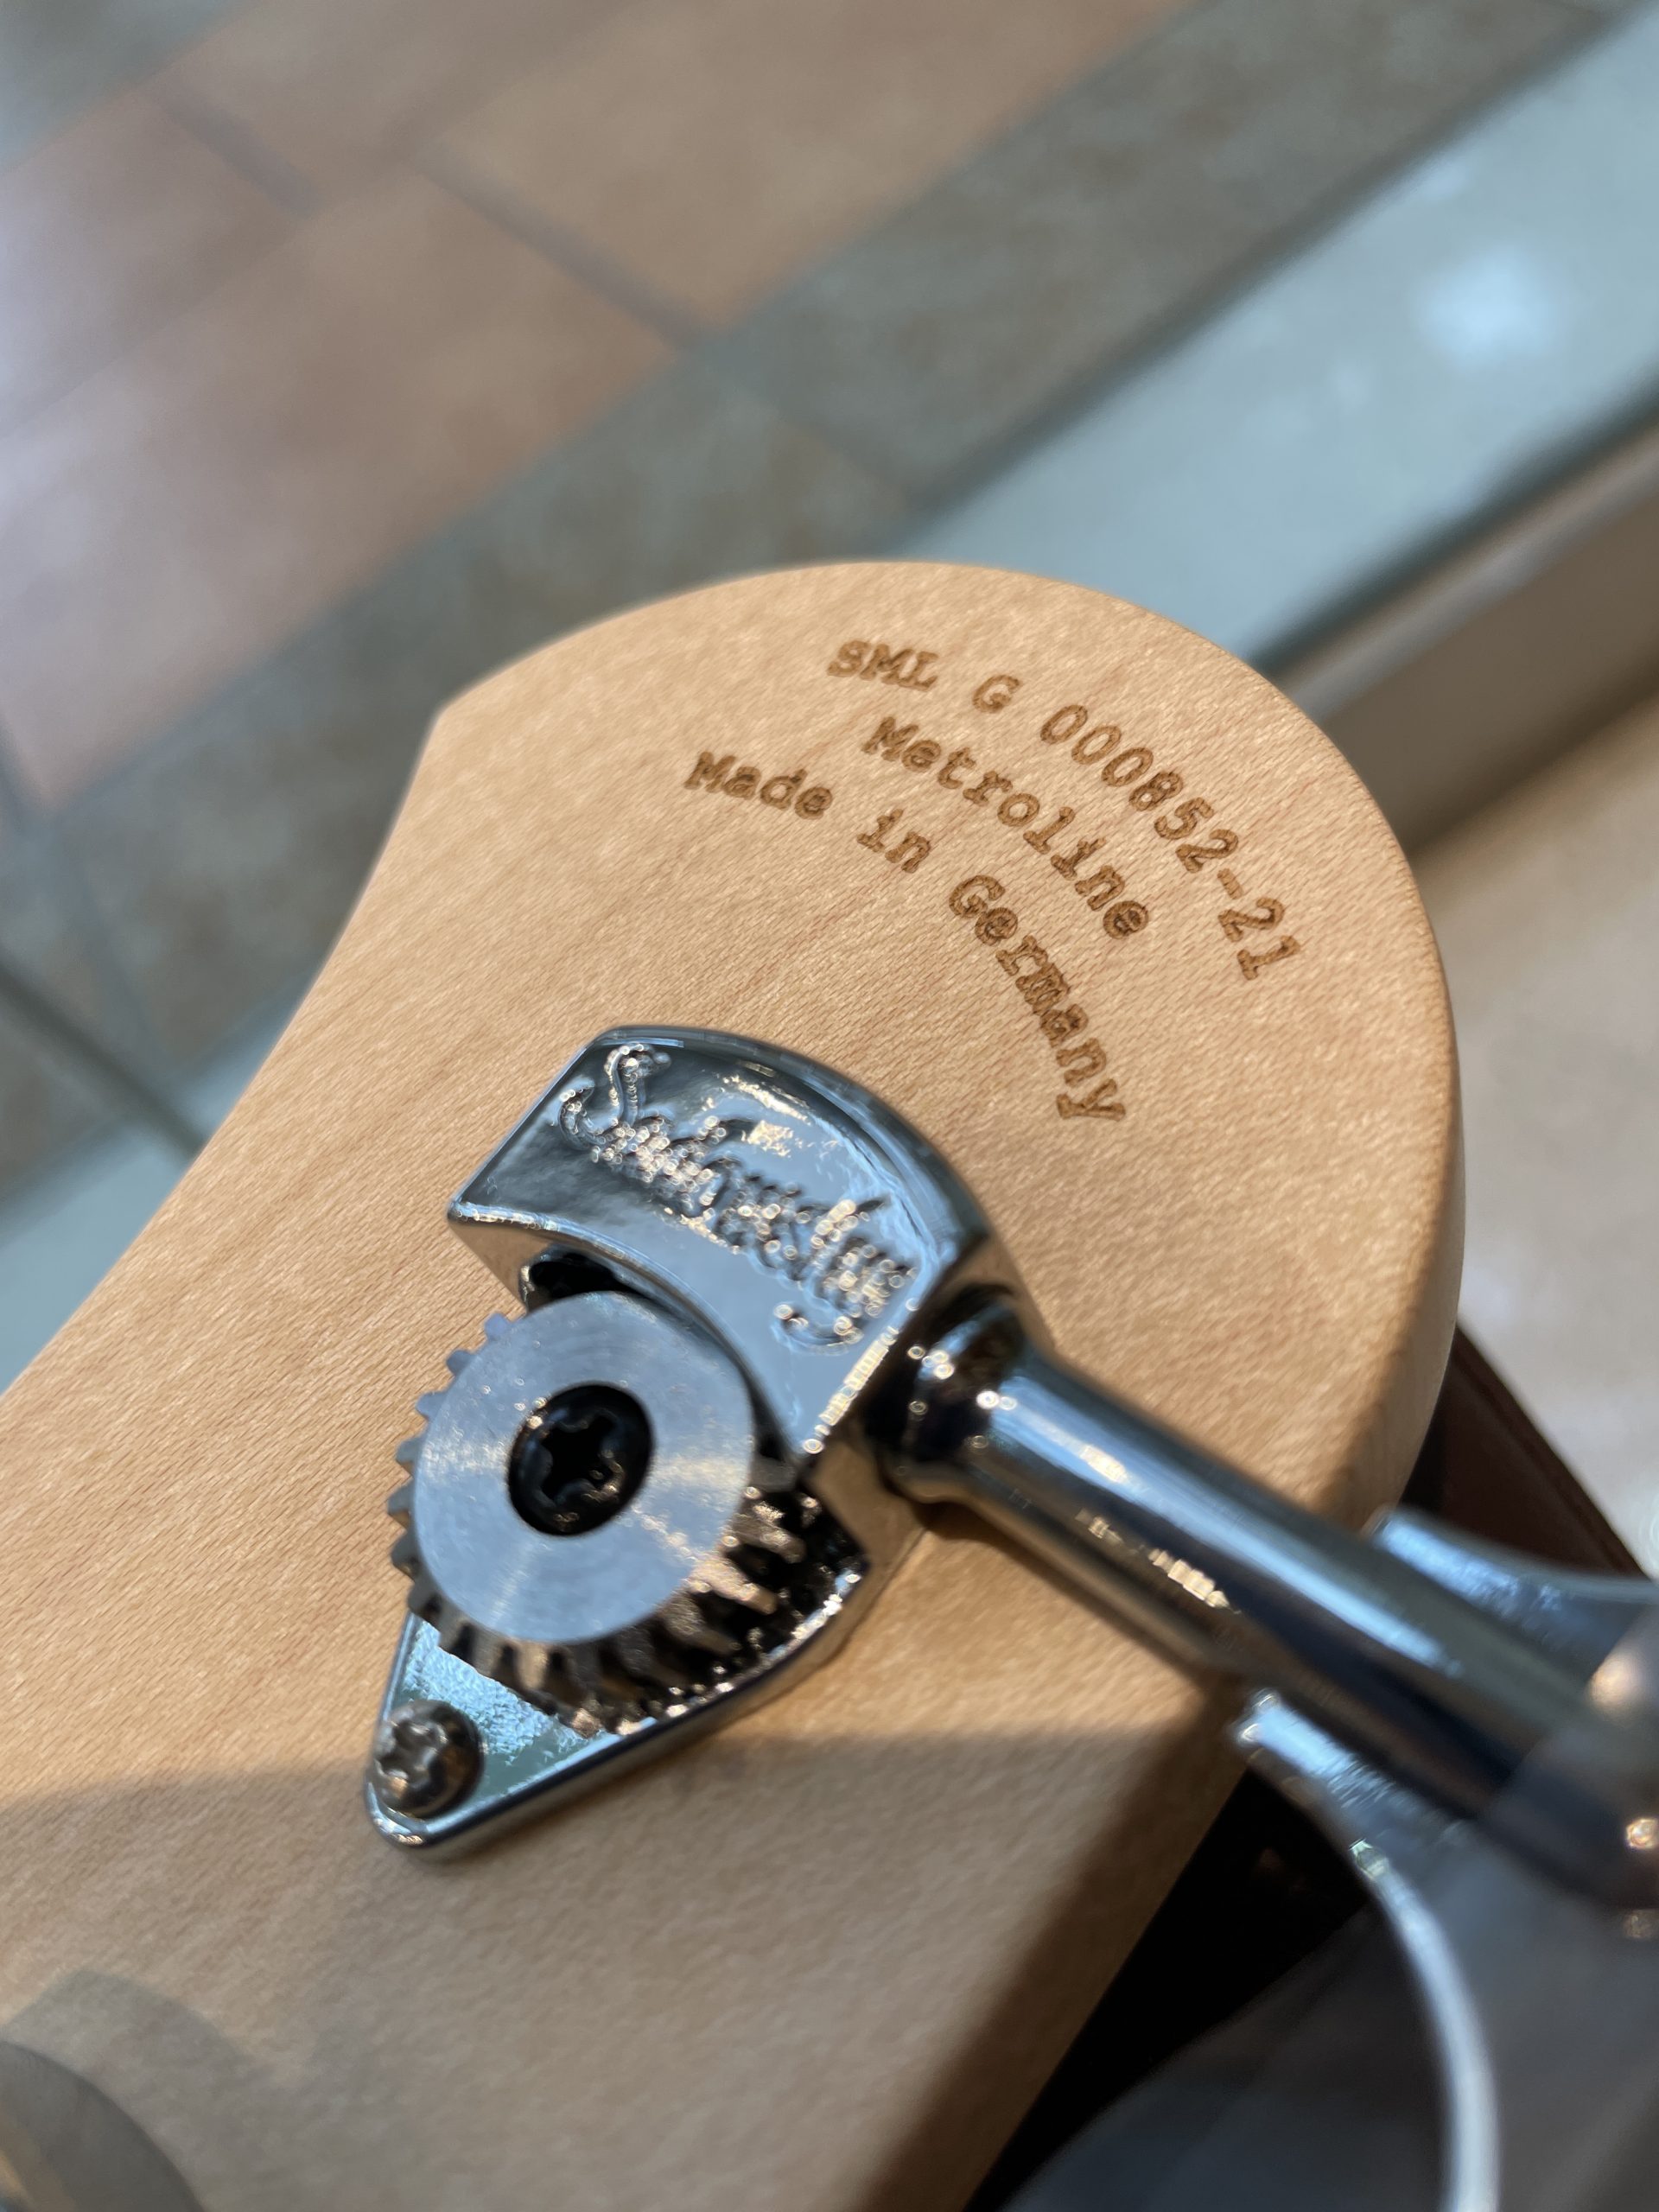 SML G 000852-21
Metroline
Made in Germany
Sadowsky